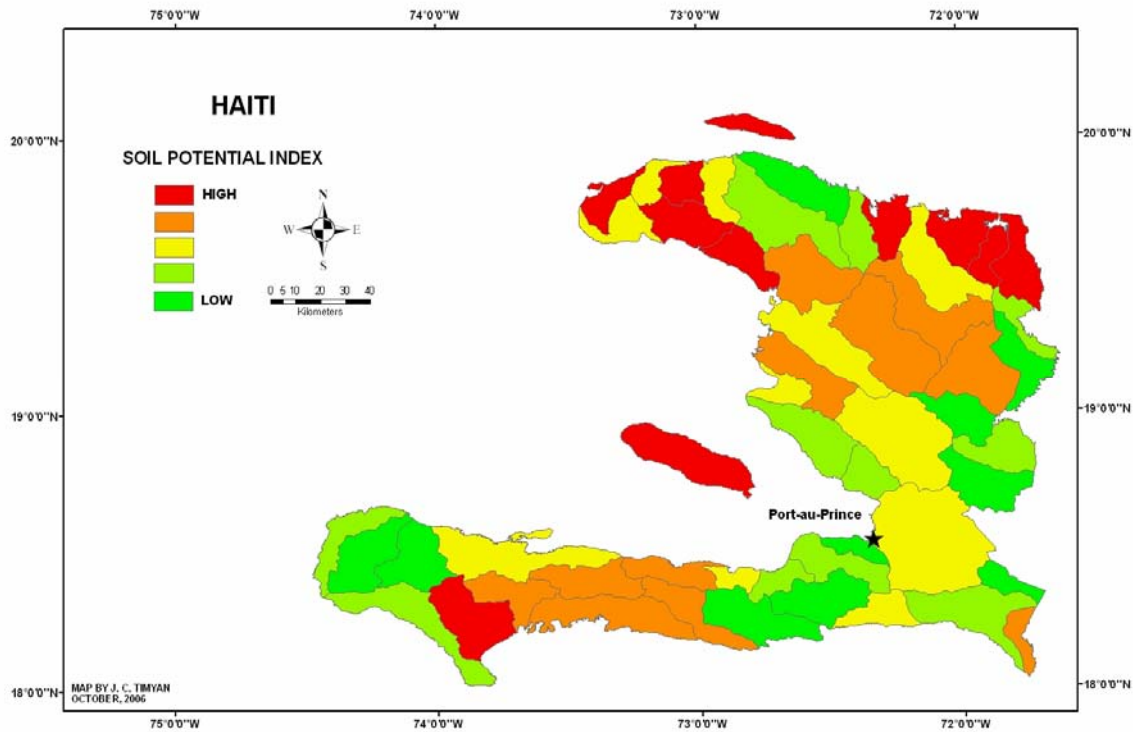 75°0'0"W 74°0'0"W 73°0'0"W 72°0'0"W
HAITI
20°0'0"N 20°0'0"N
SOIL POTENTIAL INDEX
HIGH
N
W E
S
LOW
0 5 10 20 30 40
Kilometers
19°0'0"N 19°0'0"N
Port-au-Prince
MAP BY J. C. TIMYAN
OCTOBER, 2006
18°0'0"N 18°0'0"N
75°0'0"W 74°0'0"W 73°0'0"W 72°0'0"W